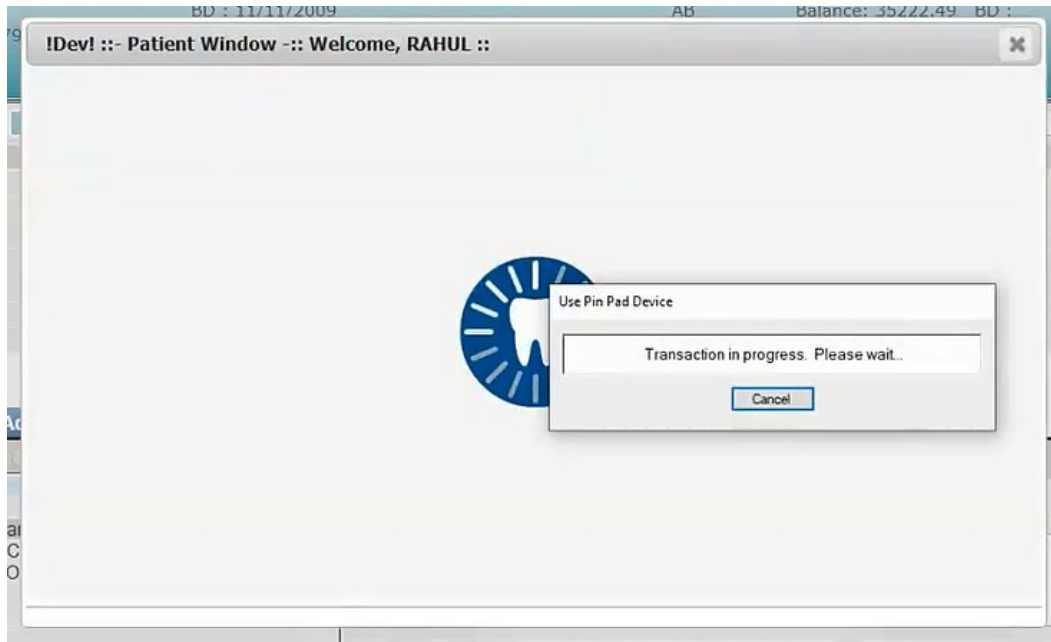 BD : 11/11/2009 AB Balance: 35222.49 BD :
!Dev! ::- Patient Window -:: Welcome, RAHUL ::
Use Pin Pad Device
Transaction in progress. Please wait...
Cancel